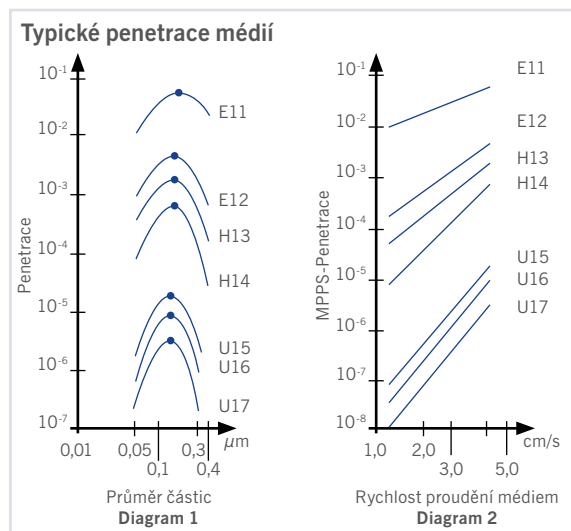 Typické penetrace médií
Penetrace
10⁻¹
10⁻²
10⁻³
10⁻⁴
10⁻⁵
10⁻⁶
10⁻⁷
E11
E12
H13
H14
U15
U16
U17
0,01
0,05
0,1
0,3
0,4
μm
Průměr částic
Diagram 1
MPPS-Penetrace
10⁻¹
10⁻²
10⁻³
10⁻⁴
10⁻⁵
10⁻⁶
10⁻⁷
10⁻⁸
E11
E12
H13
H14
U15
U16
U17
1,0
2,0
3,0
5,0
cm/s
Rychlost proudění médiem
Diagram 2